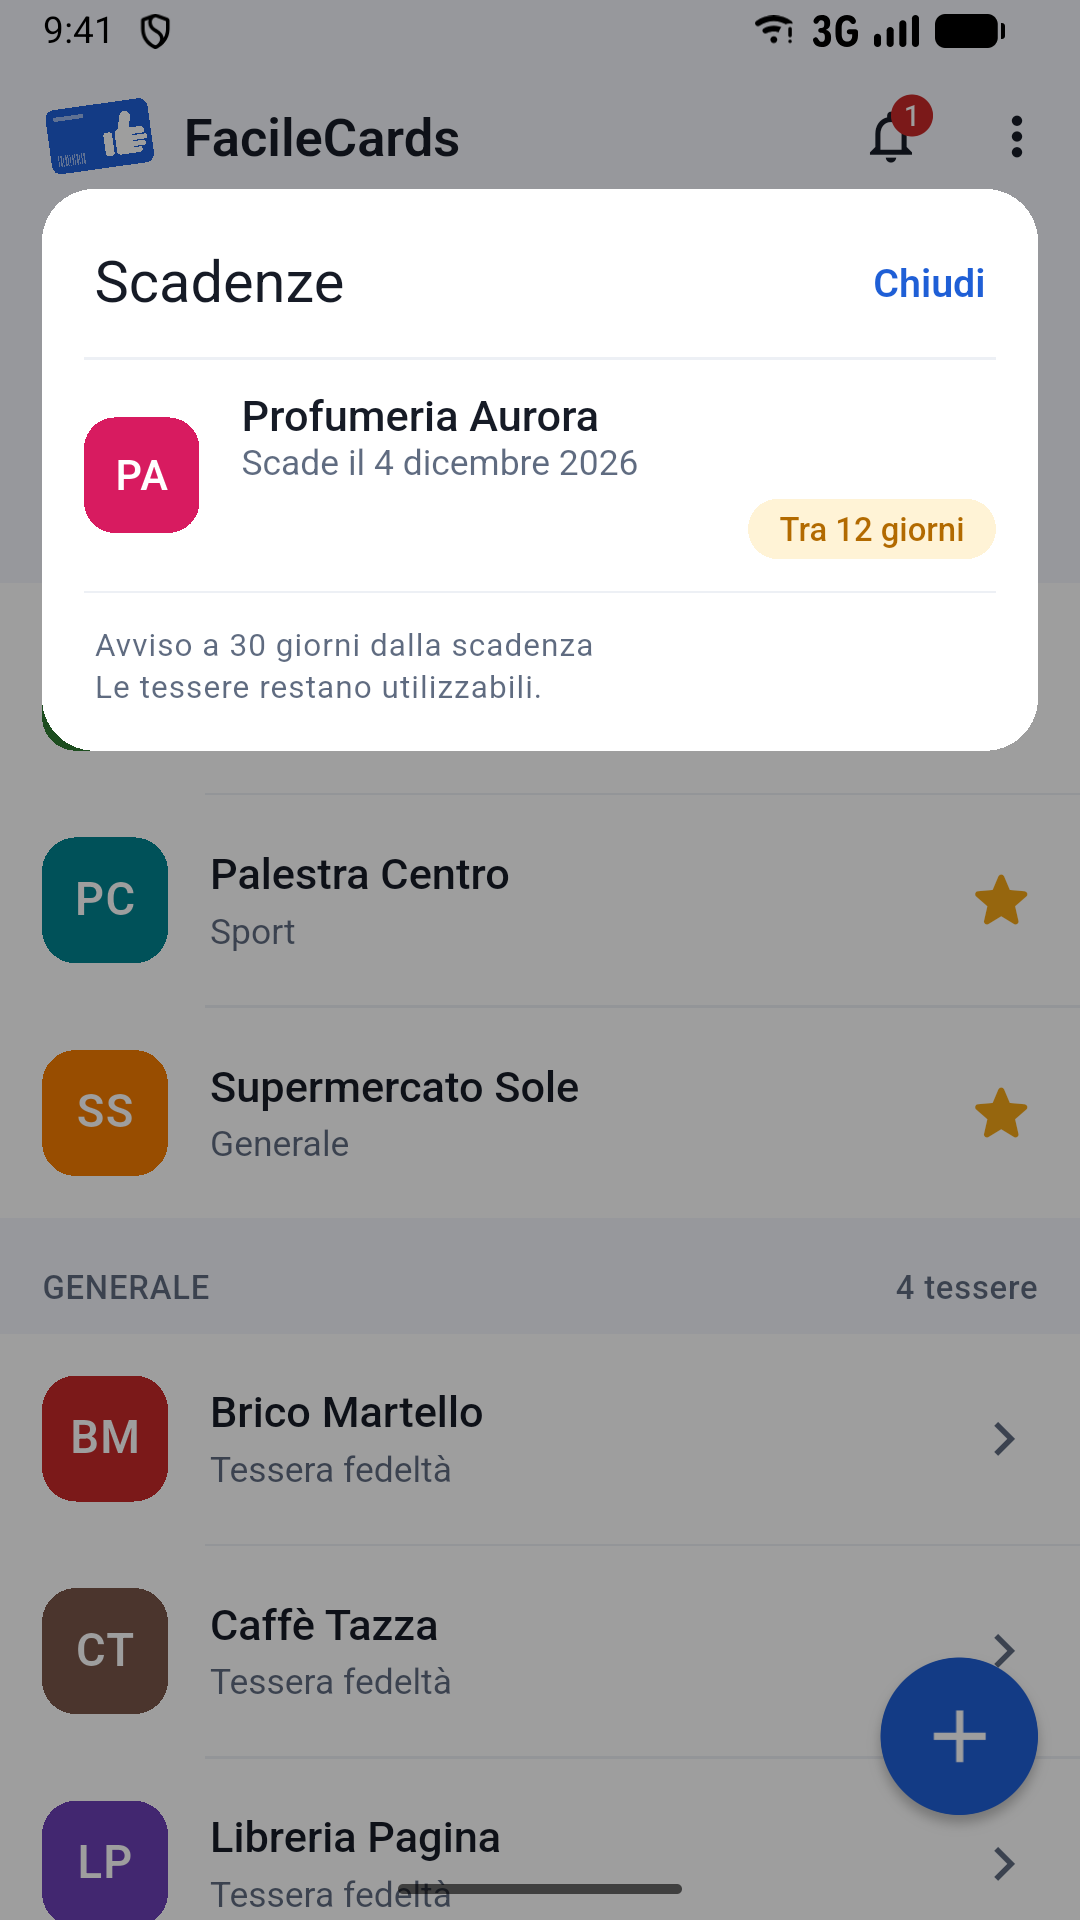 9:41
3G
FacileCards
1
Scadenze
Chiudi
PA
Profumeria Aurora
Scade il 4 dicembre 2026
Tra 12 giorni
Avviso a 30 giorni dalla scadenza
Le tessere restano utilizzabili.
PC
Palestra Centro
Sport
SS
Supermercato Sole
Generale
GENERALE
4 tessere
BM
Brico Martello
Tessera fedeltà
CT
Caffè Tazza
Tessera fedeltà
LP
Libreria Pagina
Tessera fedeltà